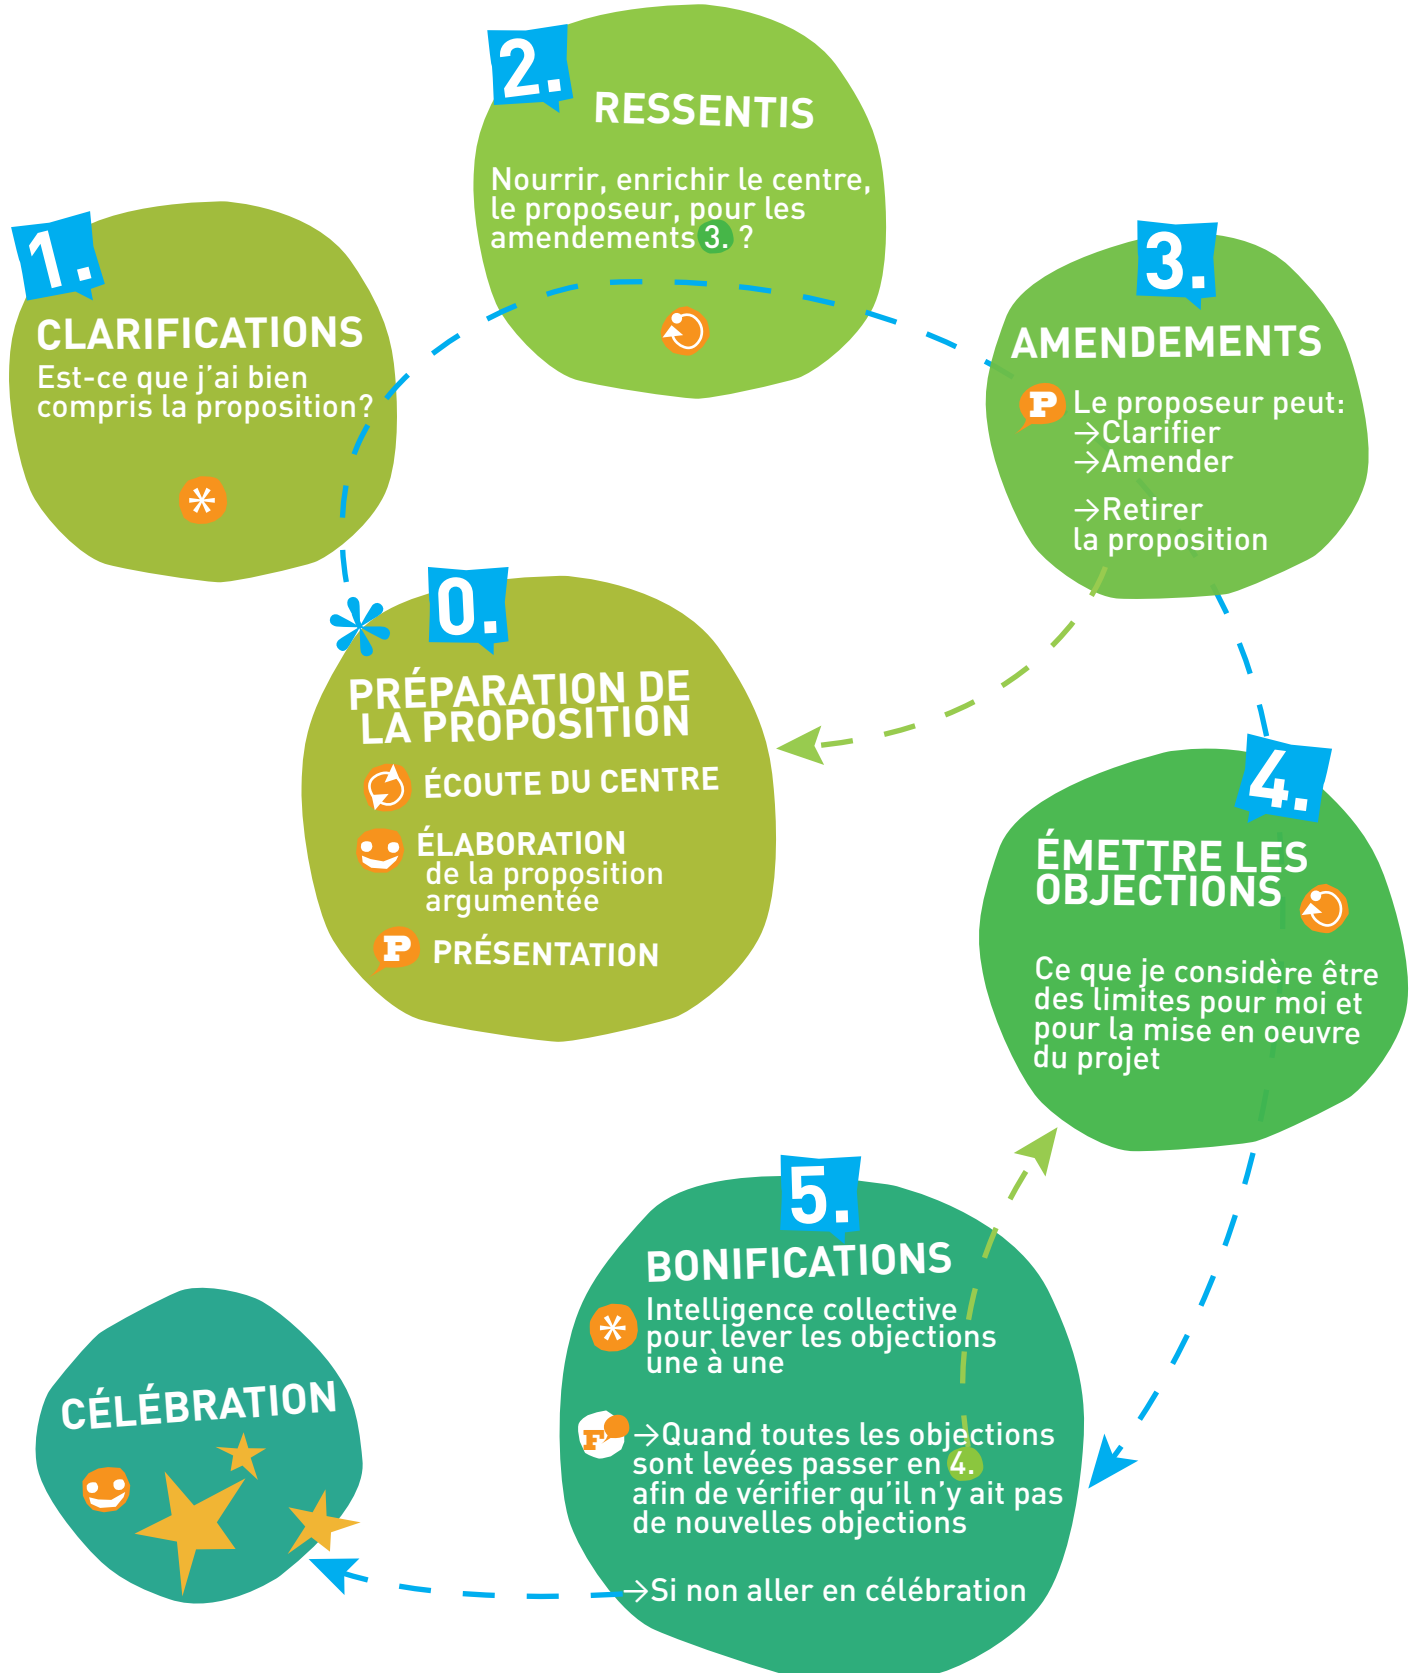 0.
PRÉPARATION DE
LA PROPOSITION
ÉCOUTE DU CENTRE
ÉLABORATION
de la proposition
argumentée
P
PRÉSENTATION
1.
CLARIFICATIONS
Est-ce que j’ai bien
compris la proposition?
*
2.
RESSENTIS
Nourrir, enrichir le centre,
le proposeur, pour les
amendements 3. ?
3.
AMENDEMENTS
P Le proposeur peut:
→Clarifier
→Amender
→Retirer
la proposition
4.
ÉMETTRE LES
OBJECTIONS
Ce que je considère être
des limites pour moi et
pour la mise en oeuvre
du projet
5.
BONIFICATIONS
* Intelligence collective
pour lever les objections
une à une
F →Quand toutes les objections
sont levées passer en 4.
afin de vérifier qu’il n’y ait pas
de nouvelles objections
→Si non aller en célébration
CÉLÉBRATION